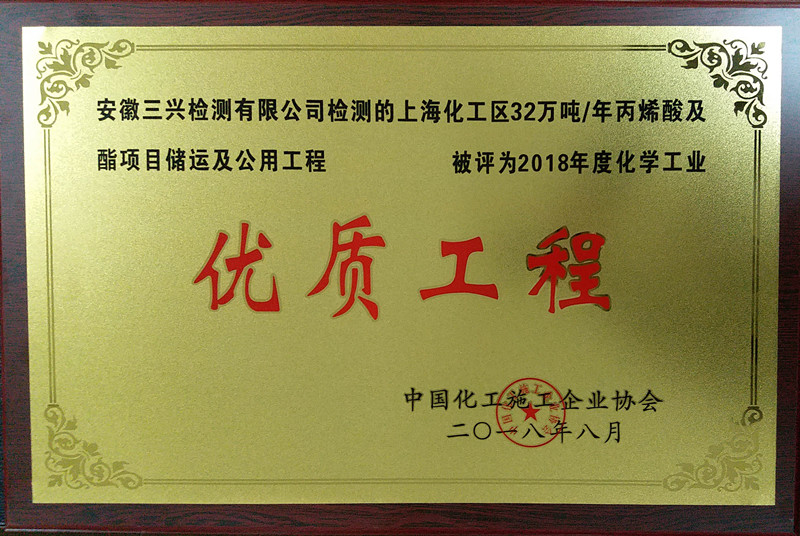 安徽三兴检测有限公司检测的上海化工区32万吨/年丙烯酸及
酯项目储运及公用工程 被评为2018年度化学工业
优质工程
中国化工施工企业协会
二〇一八年八月